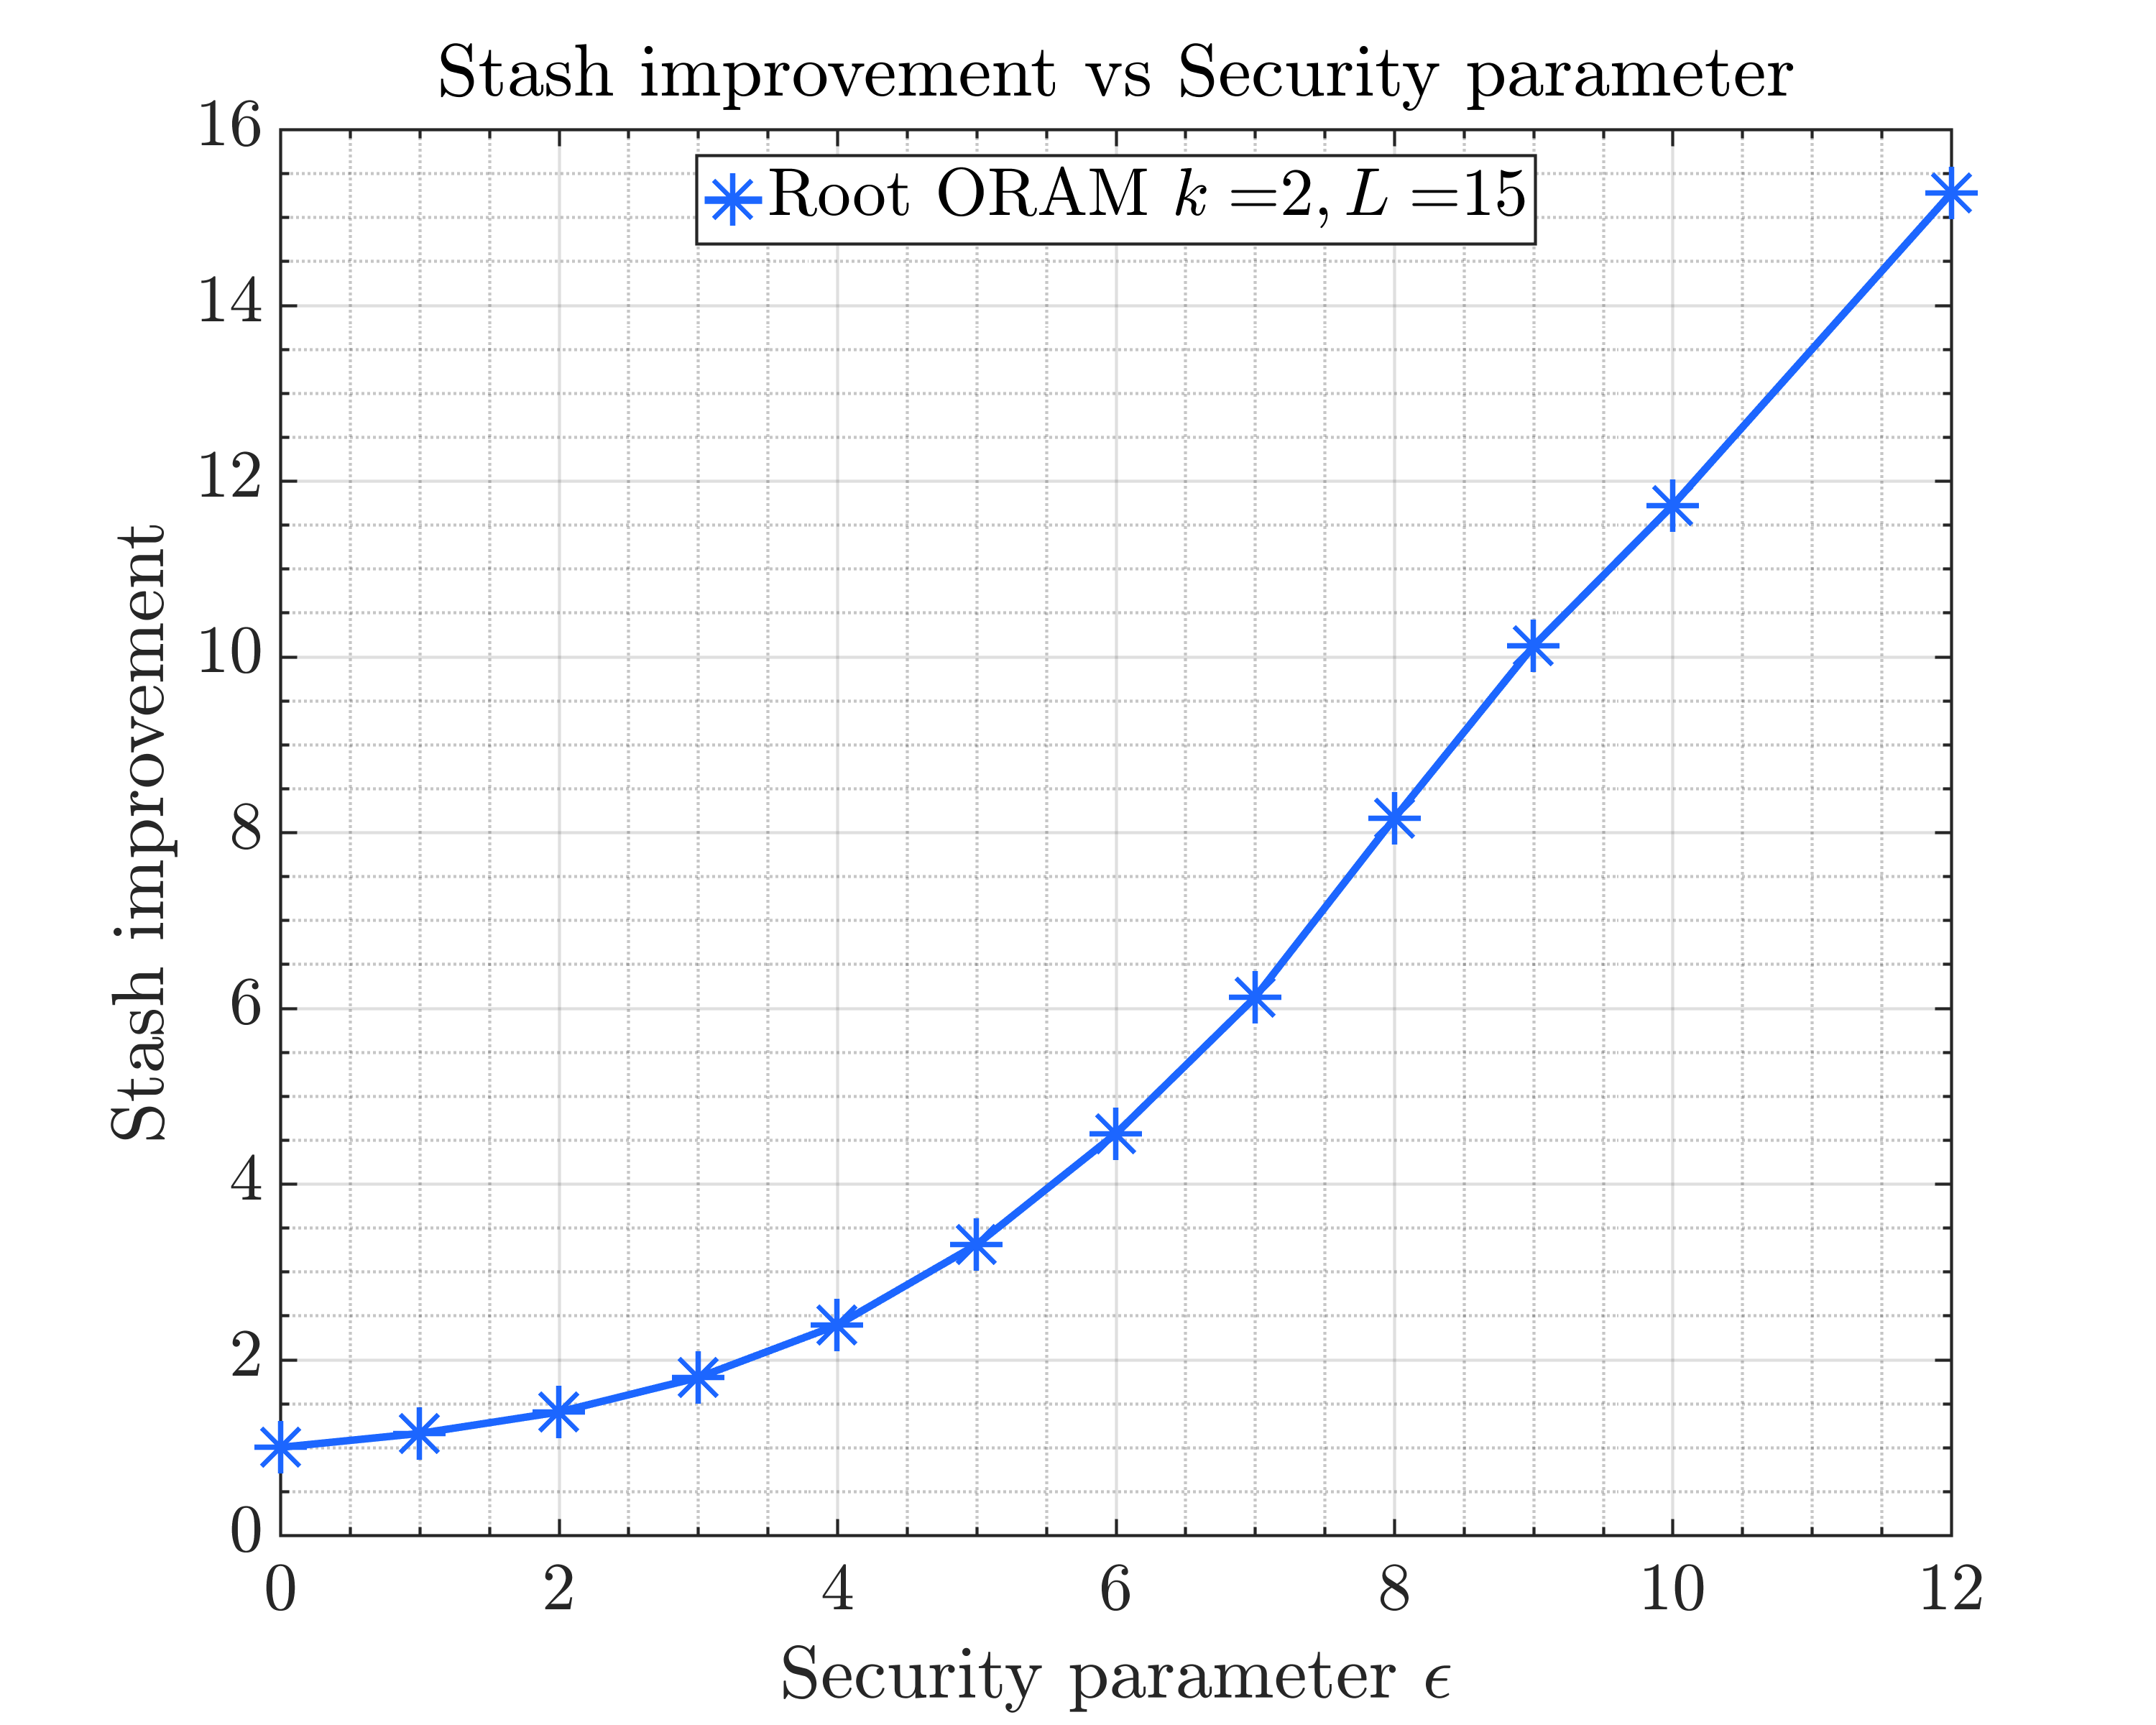 Stash improvement vs Security parameter
Root ORAM k =2, L =15
Stash improvement
16
14
12
10
8
6
4
2
0
0 2 4 6 8 10 12
Security parameter ϵ